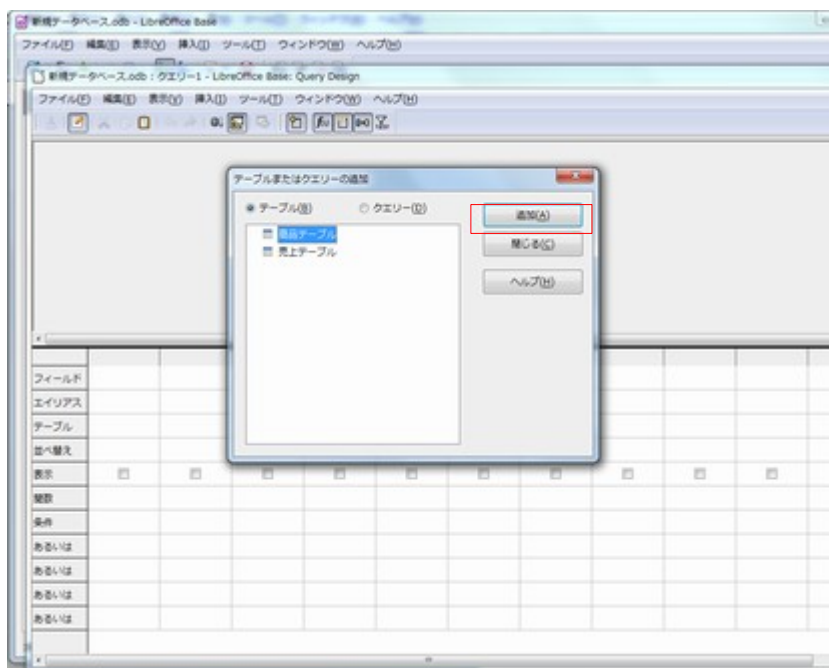 新規データベース.odb - LibreOffice Base
ファイル(F) 編集(E) 表示(V) 挿入(I) ツール(T) ウィンドウ(W) ヘルプ(H)
新規データベース.odb : クエリー1 - LibreOffice Base: Query Design
ファイル(F) 編集(E) 表示(V) 挿入(I) ツール(T) ウィンドウ(W) ヘルプ(H)
テーブルまたはクエリーの追加
テーブル(B) クエリー(D)
追加(A)
商品テーブル
閉じる(C)
売上テーブル
ヘルプ(H)
フィールド
エイリアス
テーブル
並べ替え
表示
関数
条件
あるいは
あるいは
あるいは
あるいは